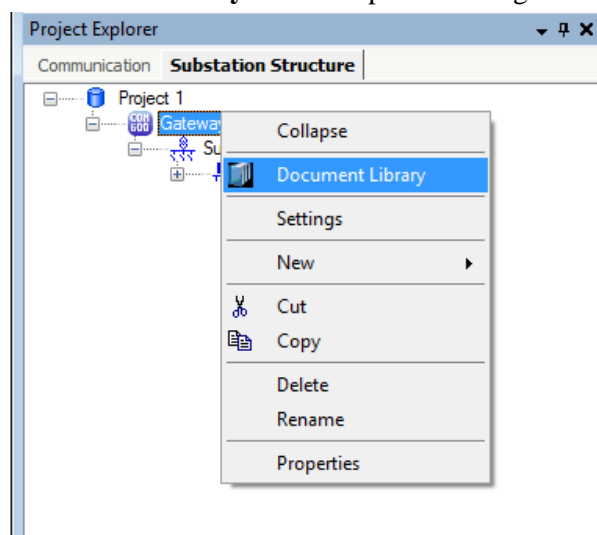 Project Explorer
Communication Substation Structure
Project 1
COM
600
Gateway
Su
Collapse
Document Library
Settings
New
Cut
Copy
Delete
Rename
Properties